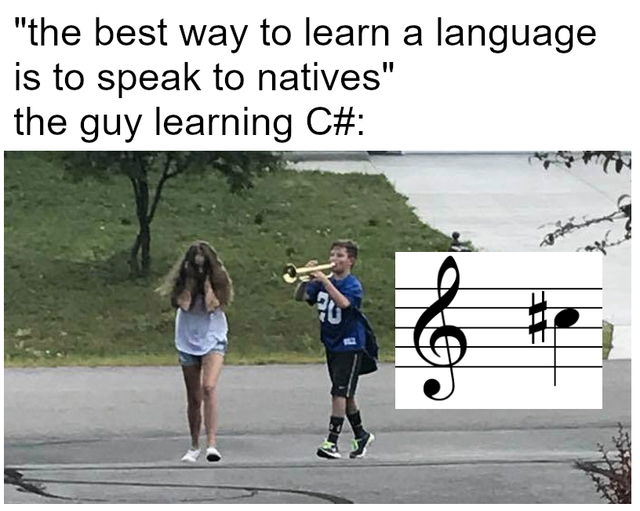 "the best way to learn a language
is to speak to natives"
the guy learning C#:
20